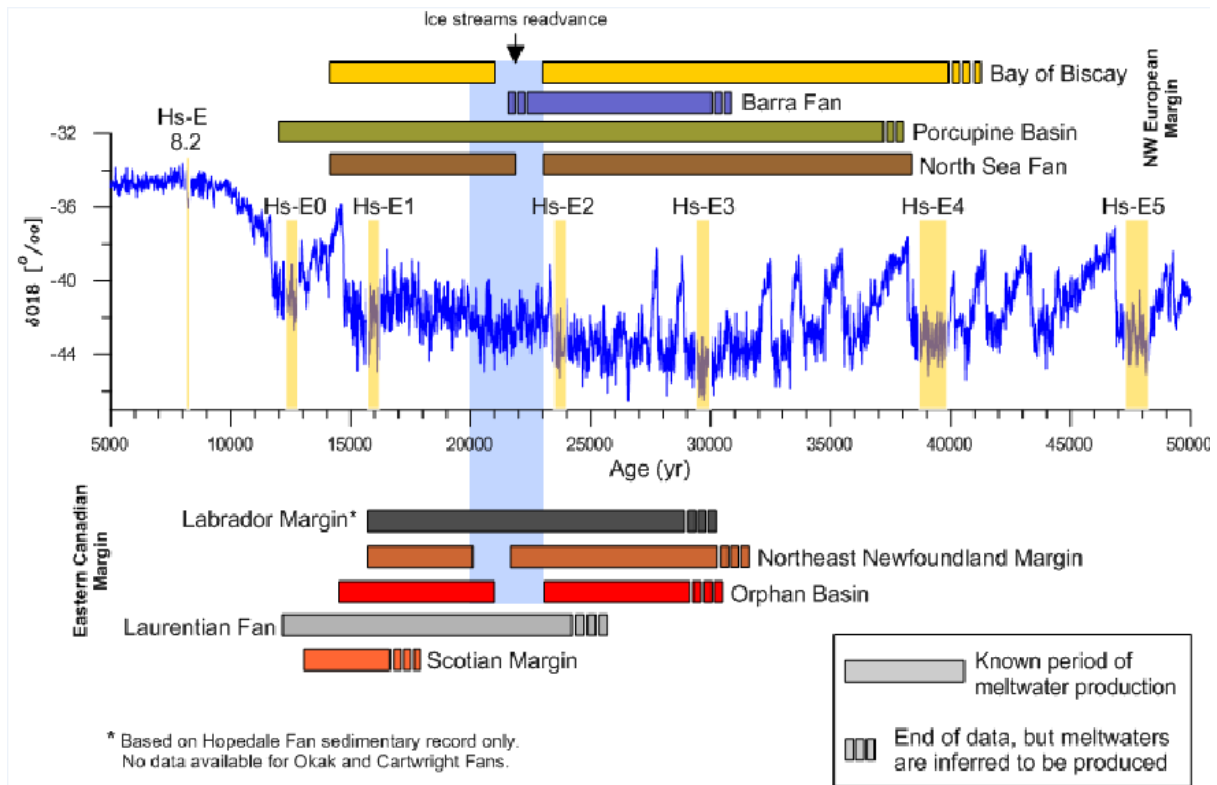 Ice streams readvance
Bay of Biscay
Barra Fan
Porcupine Basin
North Sea Fan
NW European
Margin
Hs-E
8.2
Hs-E0
Hs-E1
Hs-E2
Hs-E3
Hs-E4
Hs-E5
-32
-36
-40
-44
δO18 [°/oo]
5000
10000
15000
20000
25000
30000
35000
40000
45000
50000
Age (yr)
Eastern Canadian
Margin
Labrador Margin*
Northeast Newfoundland Margin
Orphan Basin
Laurentian Fan
Scotian Margin
Known period of
meltwater production
End of data, but meltwaters
are inferred to be produced
* Based on Hopedale Fan sedimentary record only.
No data available for Okak and Cartwright Fans.